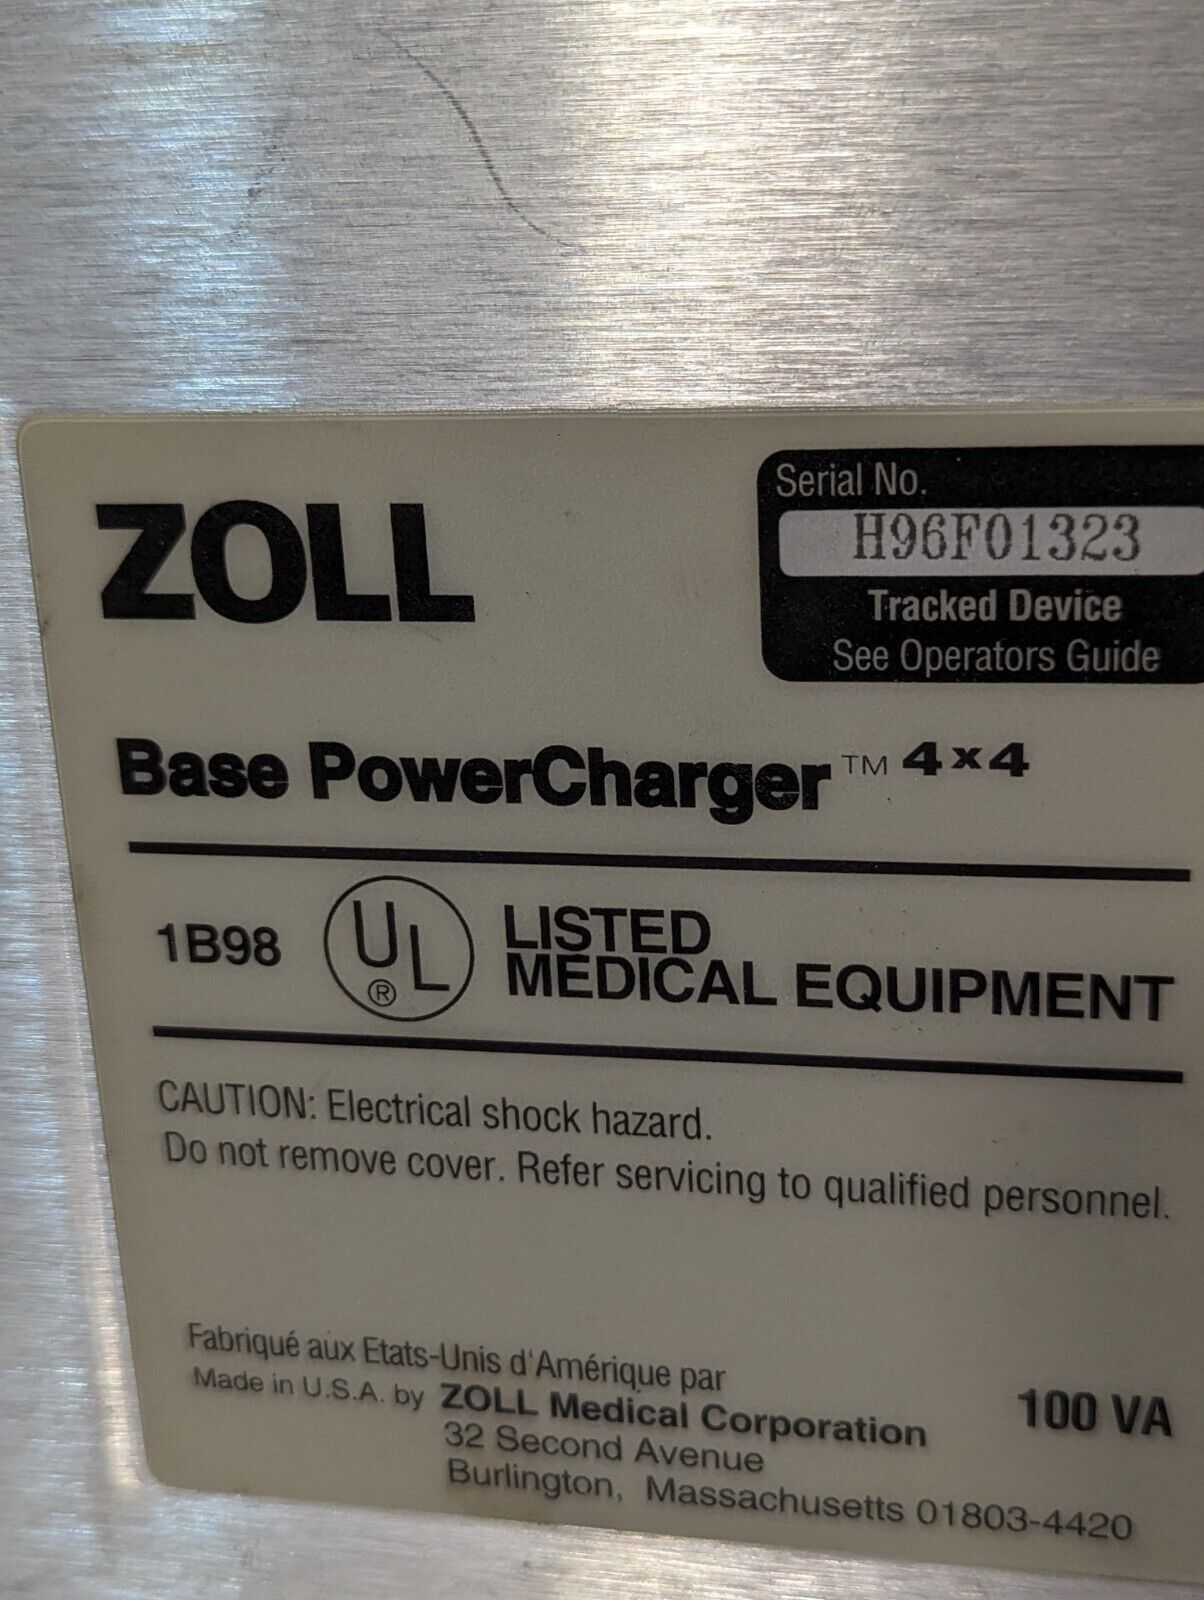 ZOLL
Serial No.
H96F01323
Tracked Device
See Operators Guide
Base PowerCharger™ 4x4
1B98 UL® LISTED
MEDICAL EQUIPMENT
CAUTION: Electrical shock hazard.
Do not remove cover. Refer servicing to qualified personnel.
Fabriqué aux Etats-Unis d'Amérique par
Made in U.S.A. by ZOLL Medical Corporation
32 Second Avenue
Burlington, Massachusetts 01803-4420
100 VA